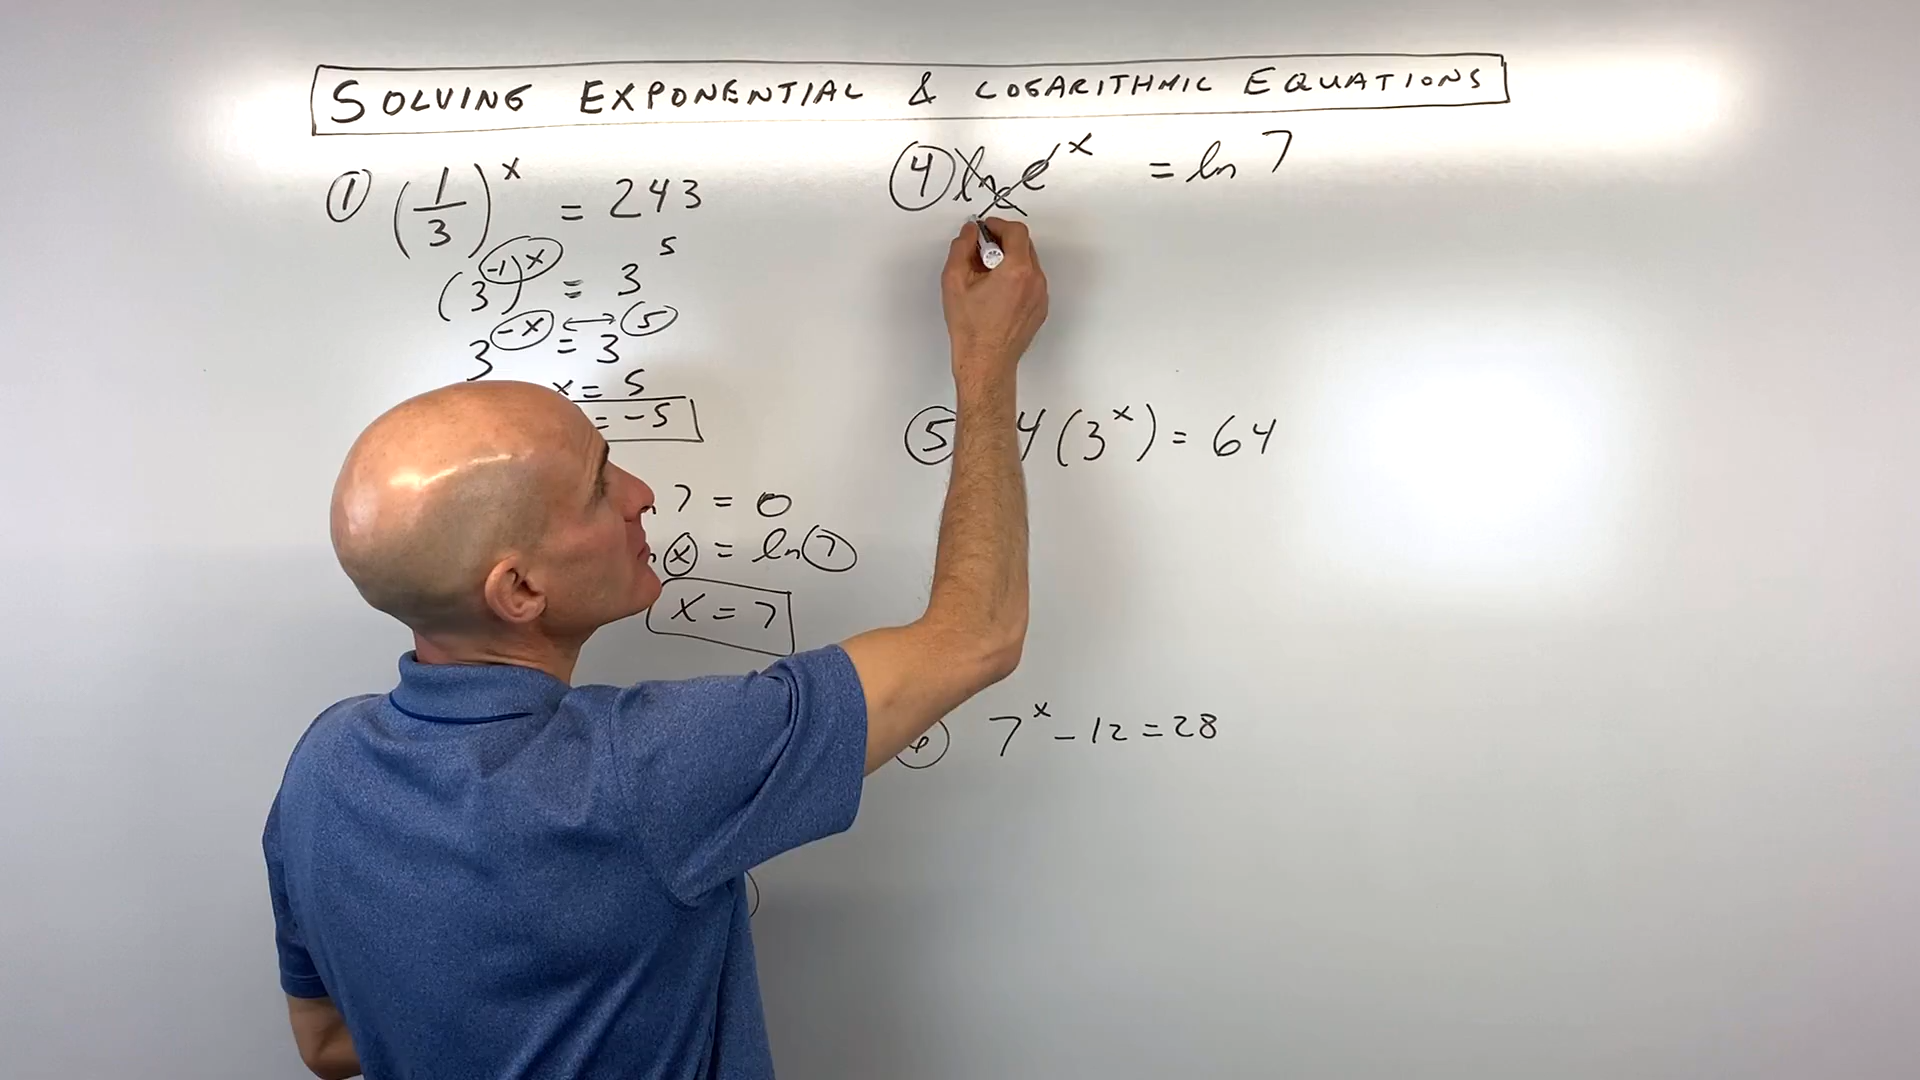 SOLVING EXPONENTIAL & LOGARITHMIC EQUATIONS
① (1/3)^x = 243
(3^-1)^x = 3^5
3^-x = 3^5
x = 5
= -5
7 = 0
x = ln 7
x = 7
④ ln_e e^x = ln 7
⑤ 4(3^x) = 64
⑥ 7^x - 12 = 28